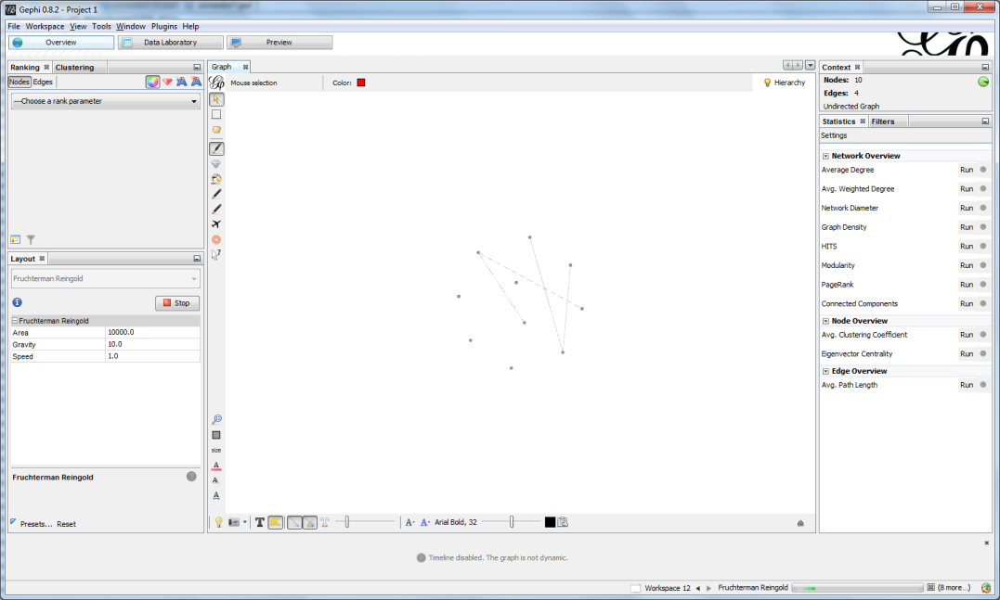 Gephi 0.8.2 - Project 1
File Workspace View Tools Window Plugins Help
Overview Data Laboratory Preview
Ranking Clustering
Nodes Edges
---Choose a rank parameter
Layout
Fruchterman Reingold
Stop
Fruchterman Reingold
Area 10000.0
Gravity 10.0
Speed 1.0
Fruchterman Reingold
Presets... Reset
Graph
Mouse selection Color: Hierarchy
size
A
A
A
T T A A Arial Bold, 32
Context
Nodes: 10
Edges: 4
Undirected Graph
Statistics Filters
Settings
Network Overview
Average Degree Run
Avg. Weighted Degree Run
Network Diameter Run
Graph Density Run
HITS Run
Modularity Run
PageRank Run
Connected Components Run
Node Overview
Avg. Clustering Coefficient Run
Eigenvector Centrality Run
Edge Overview
Avg. Path Length Run
Timeline disabled. The graph is not dynamic.
Workspace 12 Fruchterman Reingold (8 more...)